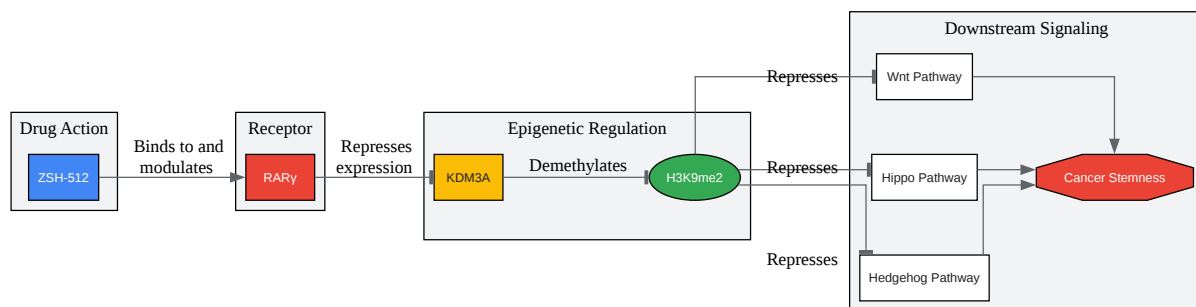 Downstream Signaling
Represses
Wnt Pathway
Drug Action
Receptor
Epigenetic Regulation
Binds to and
modulates
Represses
expression
Demethylates
Represses
ZSH-512
RARγ
KDM3A
H3K9me2
Hippo Pathway
Cancer Stemness
Represses
Hedgehog Pathway